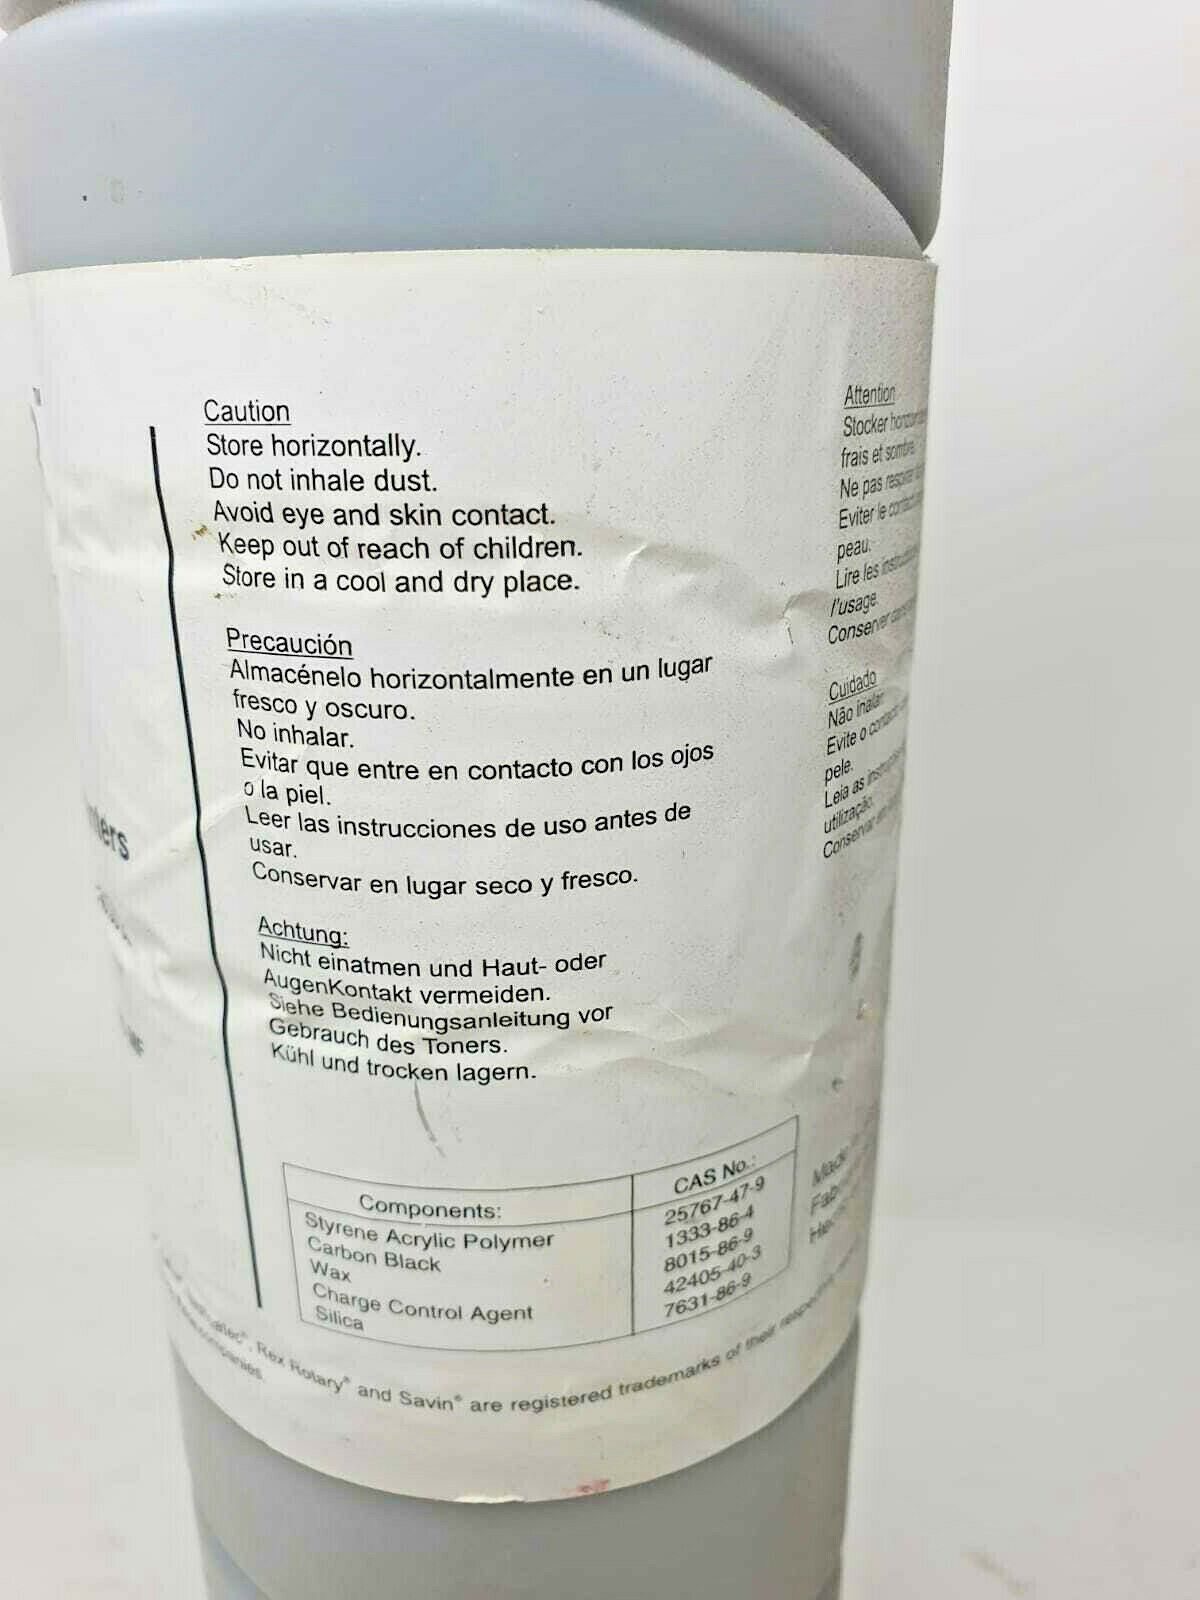 Caution
Store horizontally.
Do not inhale dust.
Avoid eye and skin contact.
Keep out of reach of children.
Store in a cool and dry place.
Precaución
Almacénelo horizontalmente en un lugar
fresco y oscuro.
No inhalar.
Evitar que entre en contacto con los ojos
o la piel.
Leer las instrucciones de uso antes de
usar.
Conservar en lugar seco y fresco.
Achtung:
Nicht einatmen und Haut- oder
AugenKontakt vermeiden.
Siehe Bedienungsanleitung vor
Gebrauch des Toners.
Kühl und trocken lagern.
Components: CAS No.:
Styrene Acrylic Polymer 25767-47-9
Carbon Black 1333-86-4
Wax 8015-86-9
Charge Control Agent 42405-40-3
Silica 7631-86-9
Rex Rotary® and Savin® are registered trademarks of their
companies.
Attention
Stocker
frais et sombre.
Ne pas respirer
Eviter le
peau.
Lire les
l'usage.
Conserver
Cuidado
Não inalar.
Evite o
pele.
Leia as
utilização.
Conservar
Made